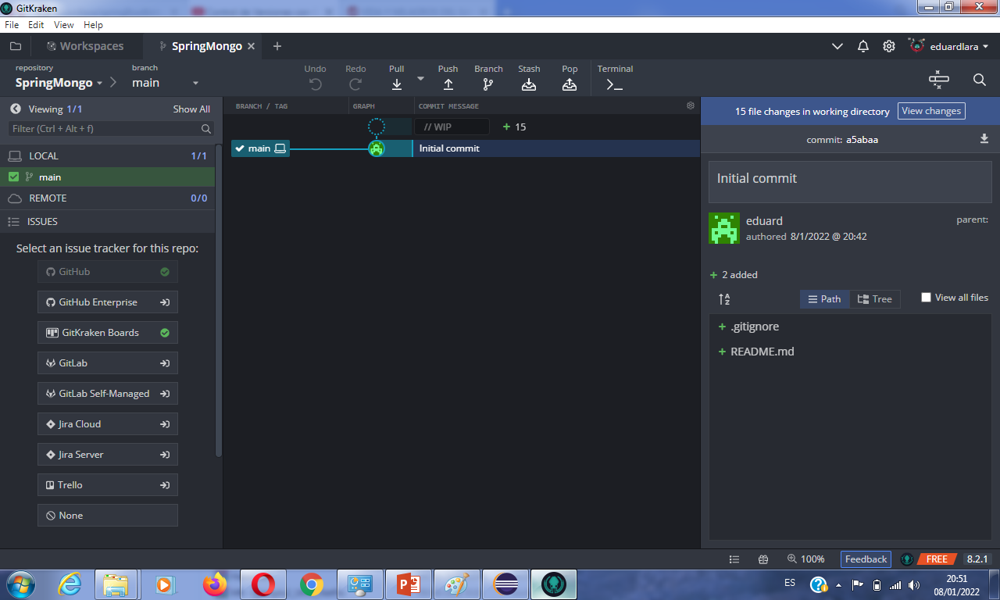 GitKraken
File Edit View Help
Workspaces SpringMongo eduardlara
repository branch
SpringMongo main
Undo Redo Pull Push Branch Stash Pop Terminal
Viewing 1/1 Show All
Filter (Ctrl + Alt + f)
LOCAL 1/1
main
REMOTE 0/0
ISSUES
Select an issue tracker for this repo:
GitHub
GitHub Enterprise
GitKraken Boards
GitLab
GitLab Self-Managed
Jira Cloud
Jira Server
Trello
None
BRANCH / TAG GRAPH COMMIT MESSAGE
// WIP + 15
main Initial commit
15 file changes in working directory View changes
commit: a5abaa
Initial commit
eduard parent:
authored 8/1/2022 @ 20:42
+ 2 added
Path Tree View all files
+ .gitignore
+ README.md
100% Feedback FREE 8.2.1
ES 20:51
08/01/2022